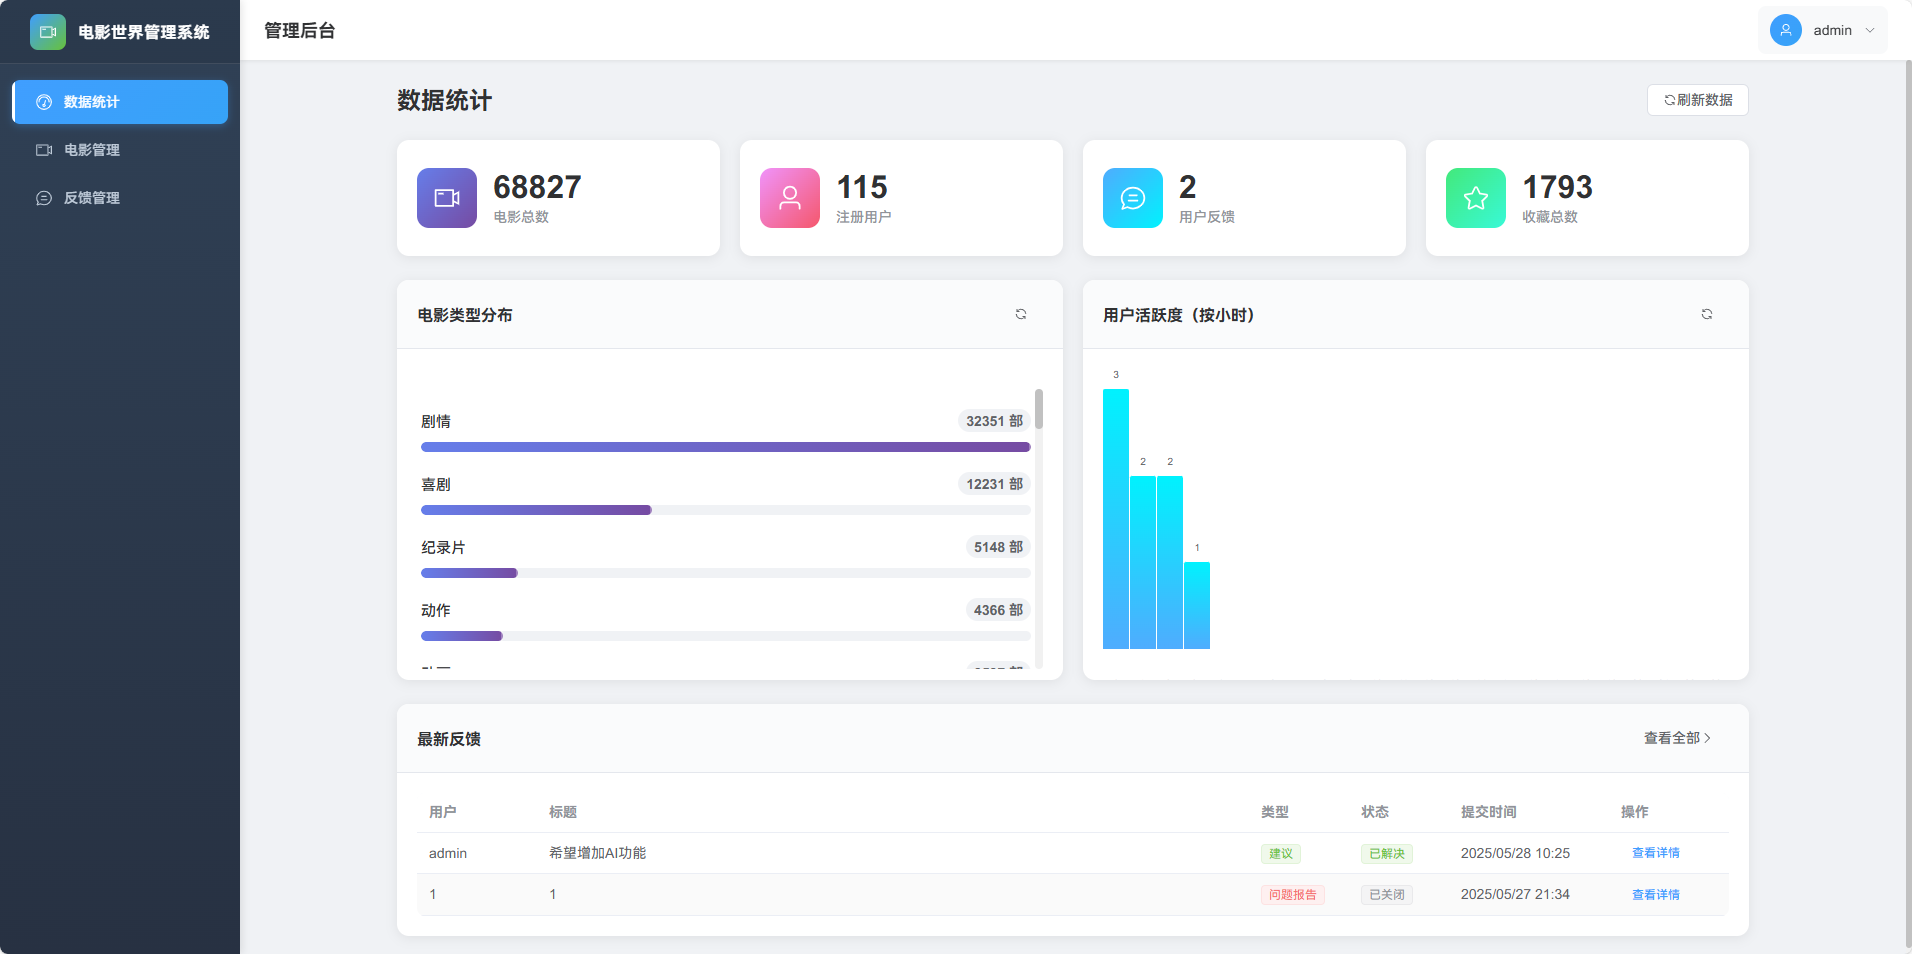 电影世界管理系统
管理后台
admin
数据统计
电影管理
反馈管理
数据统计
刷新数据
68827
电影总数
115
注册用户
2
用户反馈
1793
收藏总数
电影类型分布
剧情
32351 部
喜剧
12231 部
纪录片
5148 部
动作
4366 部
用户活跃度（按小时）
3
2
2
1
最新反馈
查看全部
用户 标题 类型 状态 提交时间 操作
admin 希望增加AI功能 建议 已解决 2025/05/28 10:25 查看详情
1 1 问题报告 已关闭 2025/05/27 21:34 查看详情